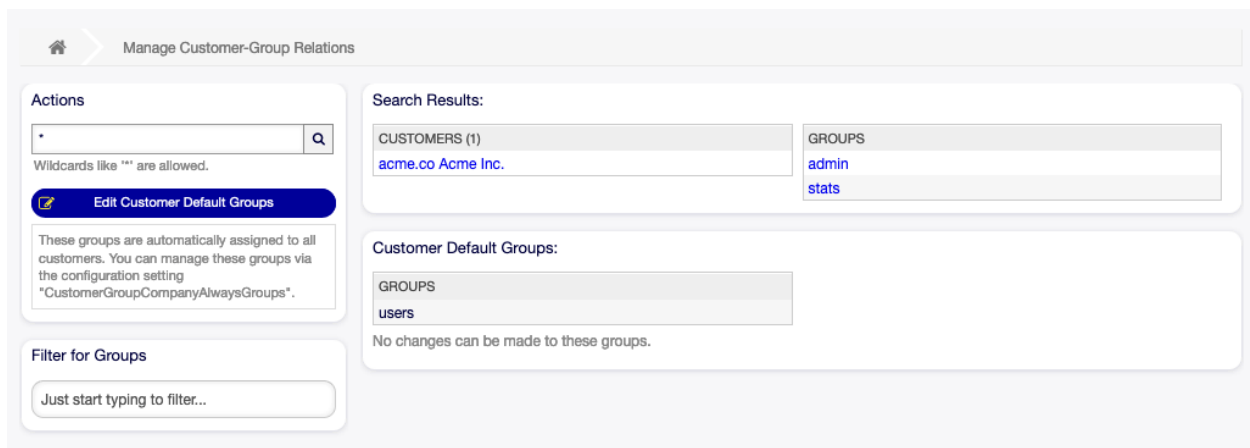 Manage Customer-Group Relations
Actions
*
Wildcards like '*' are allowed.
Edit Customer Default Groups
These groups are automatically assigned to all
customers. You can manage these groups via
the configuration setting
"CustomerGroupCompanyAlwaysGroups".
Filter for Groups
Just start typing to filter...
Search Results:
CUSTOMERS (1)
acme.co Acme Inc.
GROUPS
admin
stats
Customer Default Groups:
GROUPS
users
No changes can be made to these groups.